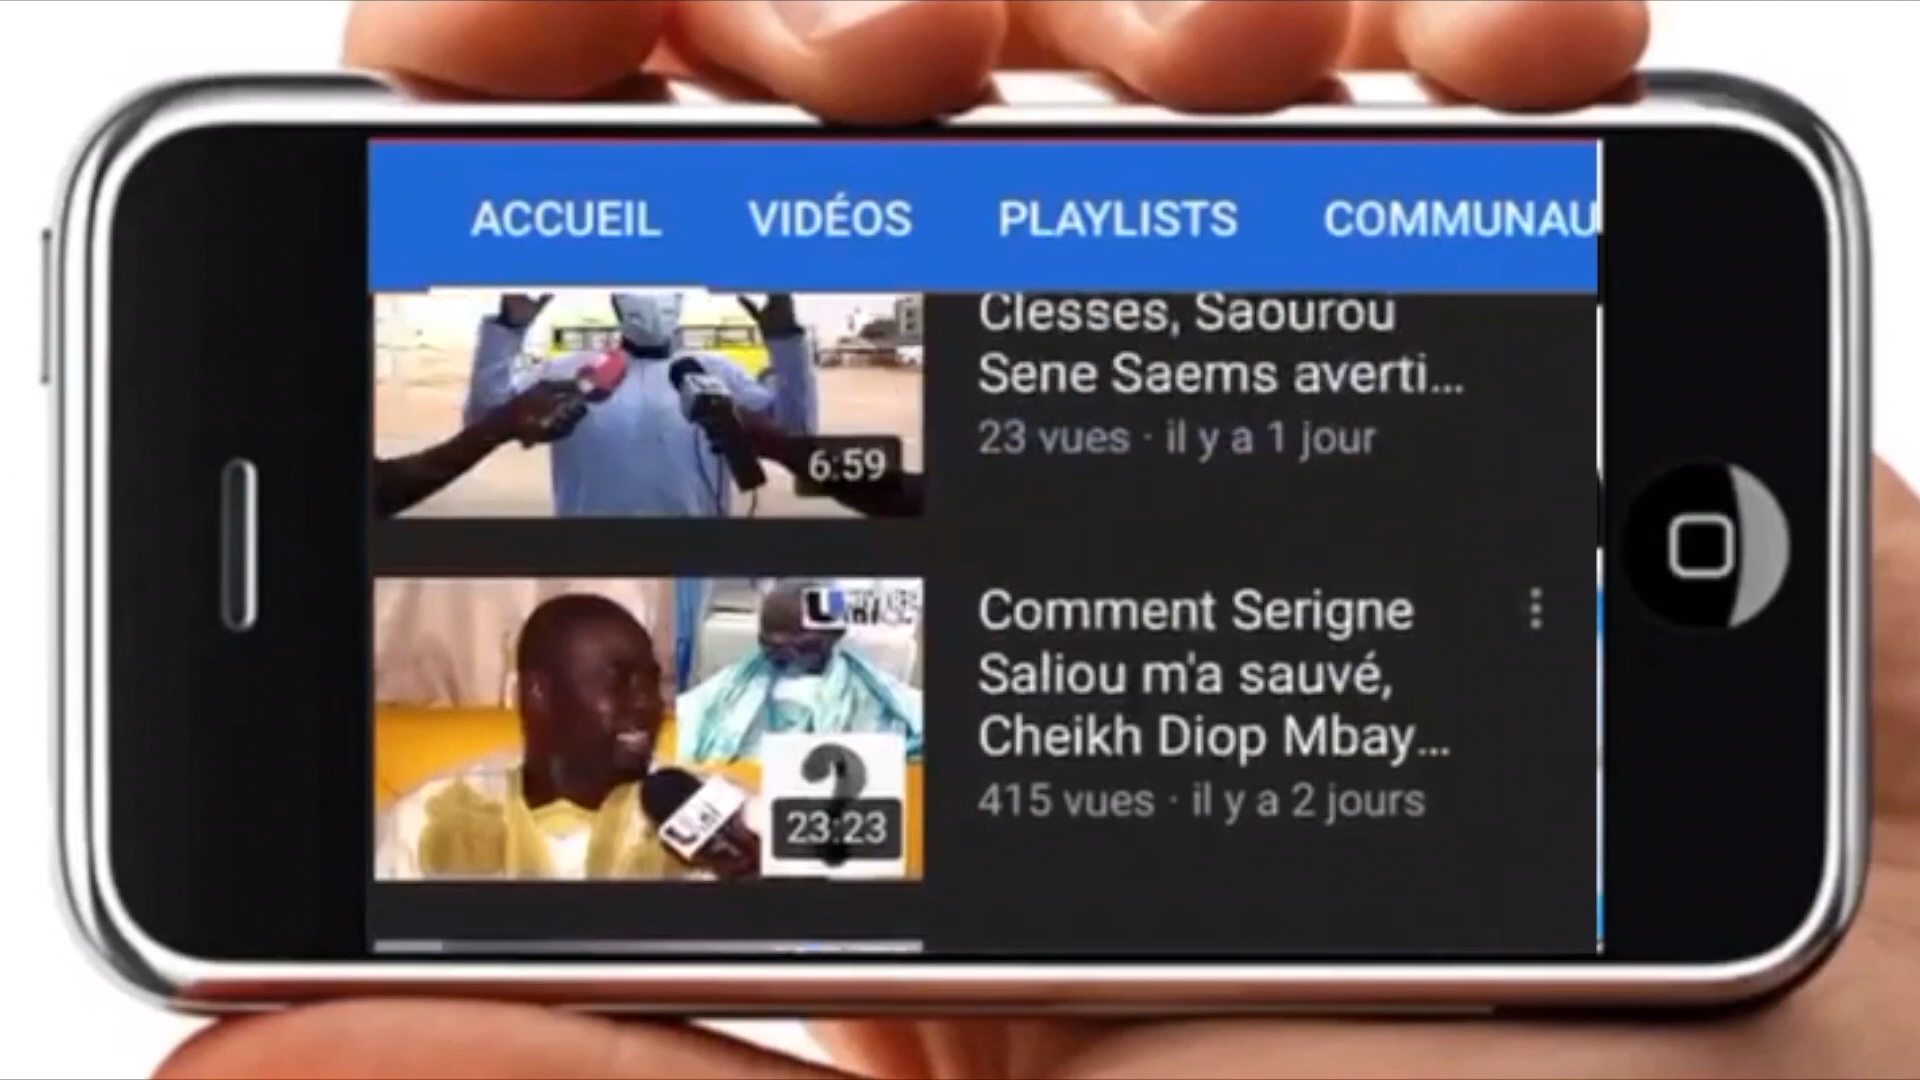 ACCUEIL VIDÉOS PLAYLISTS COMMUNAU
Clesses, Saourou
Sene Saems averti...
23 vues · il y a 1 jour
6:59
Comment Serigne
Saliou m'a sauvé,
Cheikh Diop Mbay...
415 vues · il y a 2 jours
23:23